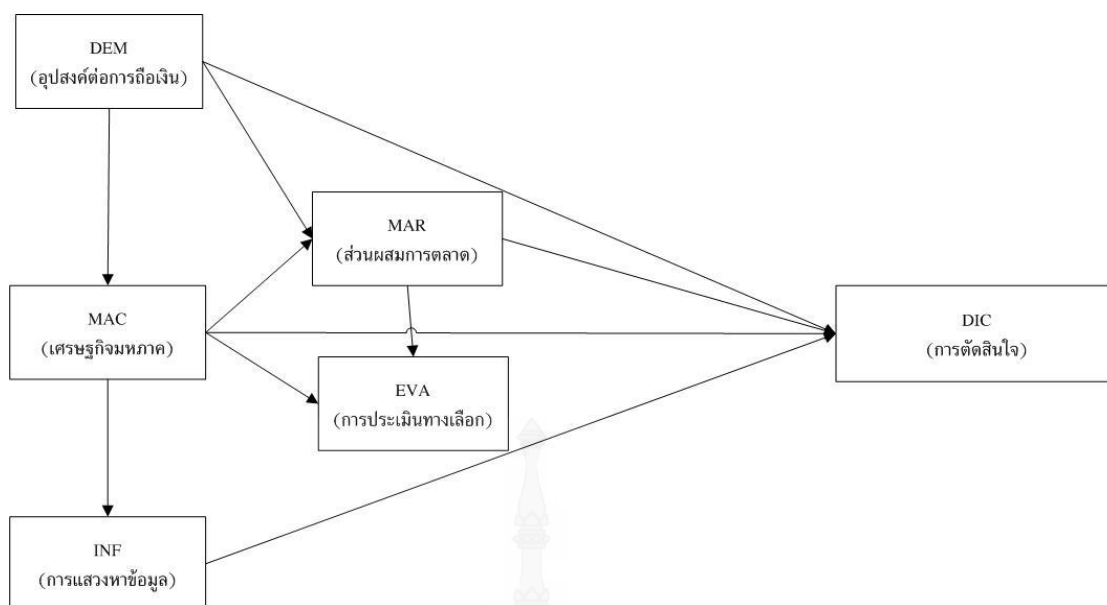 DEM
(อุปสงค์ต่อการถือเงิน)
MAR
(ส่วนผสมการตลาด)
MAC
(เศรษฐกิจมหภาค)
DIC
(การตัดสินใจ)
EVA
(การประเมินทางเลือก)
INF
(การแสวงหาข้อมูล)